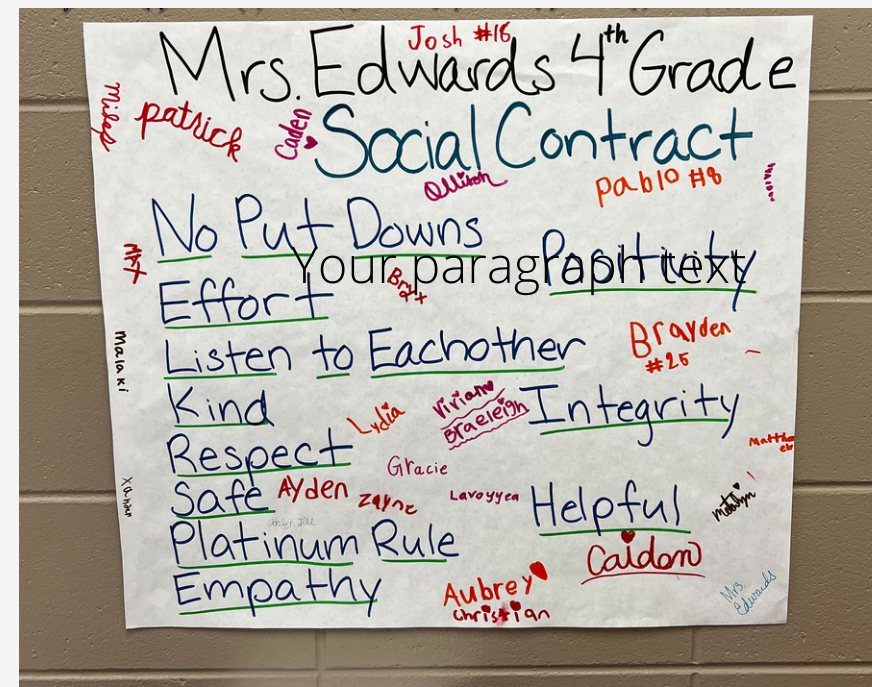 Josh #16
Mrs. Edwards 4th Grade
patrick
Caden
Social Contract
Pablo #8
No Put Downs
Positivity
Your paragraph text
Effort
Brayden
#25
Listen to Eachother
Malaki
Kind
Lydia
Vivian
Braeleigh
Integrity
Respect
Gracie
Safe
Ayden
Zayne
Lavoyyea
Helpful
Platinum Rule
Caidon
Empathy
Aubrey
Christian
Mrs.
Edwards